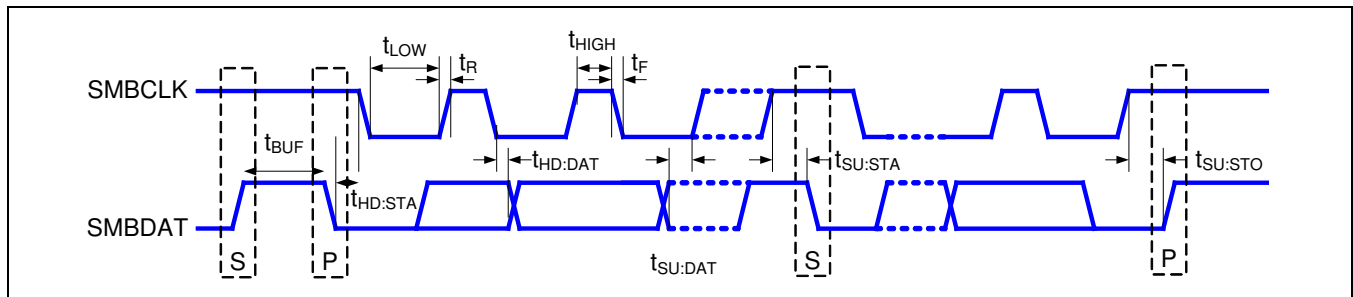 tLOW
tR
tHIGH
tF
SMBCLK
tBUF
tHD:STA
tHD:DAT
tSU:STA
tSU:STO
SMBDAT
S
P
tSU:DAT
S
P